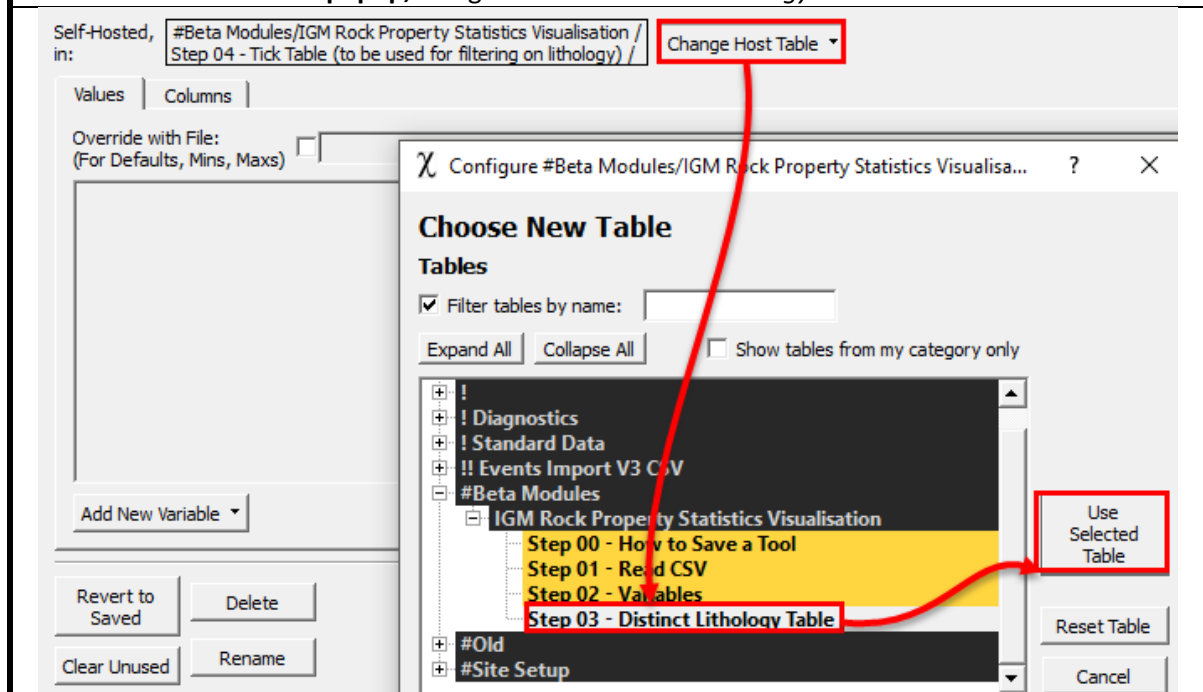 Self-Hosted,
in:
#Beta Modules/IGM Rock Property Statistics Visualisation /
Step 04 - Tick Table (to be used for filtering on lithology) /
Change Host Table
Values
Columns
Override with File:
(For Defaults, Mins, Maxs)
χ Configure #Beta Modules/IGM Rock Property Statistics Visualisa... ? ×
Choose New Table
Tables
Filter tables by name:
Expand All
Collapse All
Show tables from my category only
!
! Diagnostics
! Standard Data
!! Events Import V3 CSV
#Beta Modules
IGM Rock Property Statistics Visualisation
Step 00 - How to Save a Tool
Step 01 - Read CSV
Step 02 - Variables
Step 03 - Distinct Lithology Table
#Old
#Site Setup
Use
Selected
Table
Reset Table
Cancel
Add New Variable
Revert to
Saved
Delete
Clear Unused
Rename